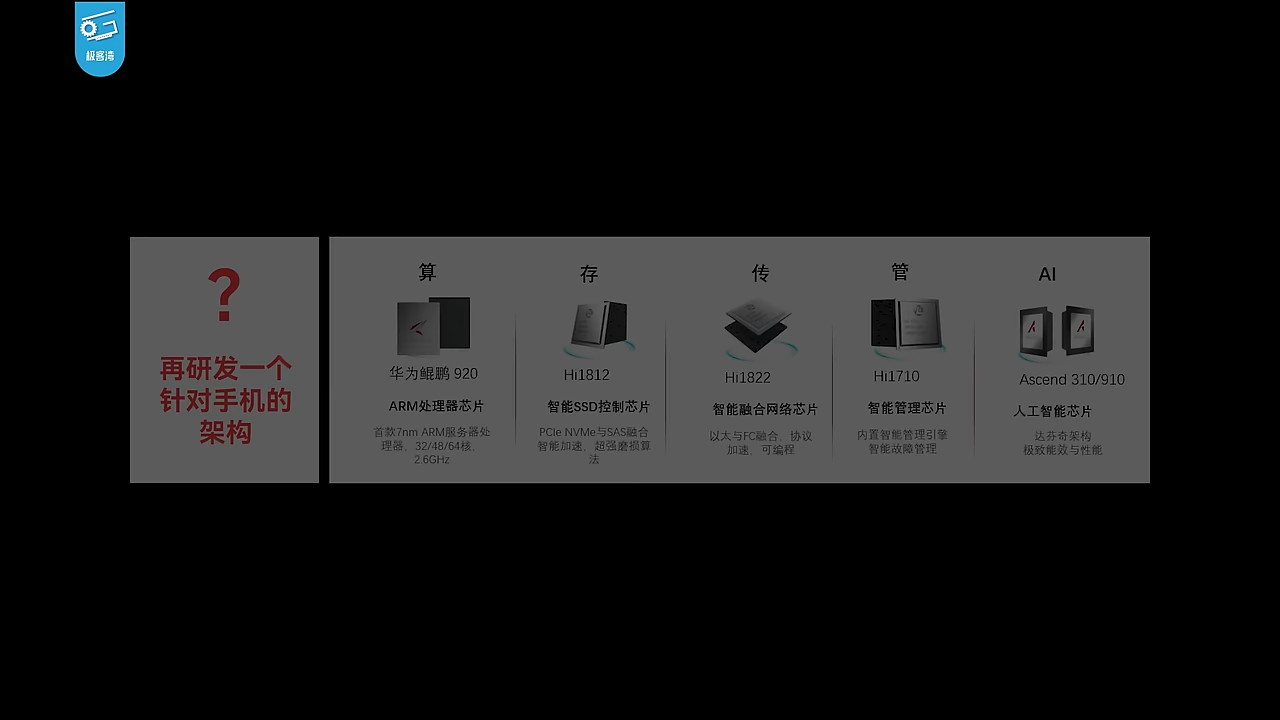 极客湾
?
再研发一个
针对手机的
架构
算
华为鲲鹏 920
ARM处理器芯片
首款7nm ARM服务器处
理器，32/48/64核，
2.6GHz
存
Hi1812
智能SSD控制芯片
PCIe NVMe与SAS融合
智能加速，超强磨损算
法
传
Hi1822
智能融合网络芯片
以太与FC融合，协议
加速，可编程
管
Hi1710
智能管理芯片
内置智能管理引擎
智能故障管理
AI
Ascend 310/910
人工智能芯片
达芬奇架构
极致能效与性能